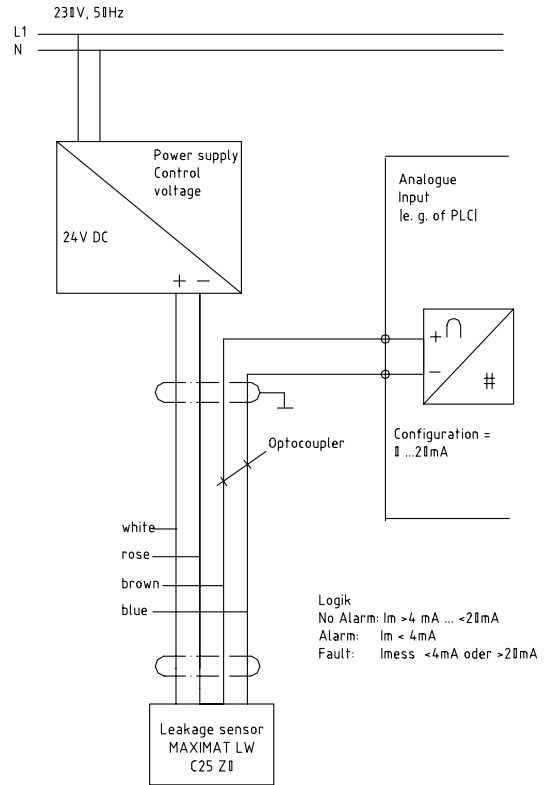 230V, 50Hz
L1
N
Power supply
Control
voltage
24V DC
+ −
Analogue
Input
(e. g. of PLC)
+
−
#
Configuration =
0 ...20mA
Optocoupler
white
rose
brown
blue
Logik
No Alarm: Im >4 mA ... <20mA
Alarm: Im < 4mA
Fault: Imess <4mA oder >20mA
Leakage sensor
MAXIMAT LW
C25 Z0